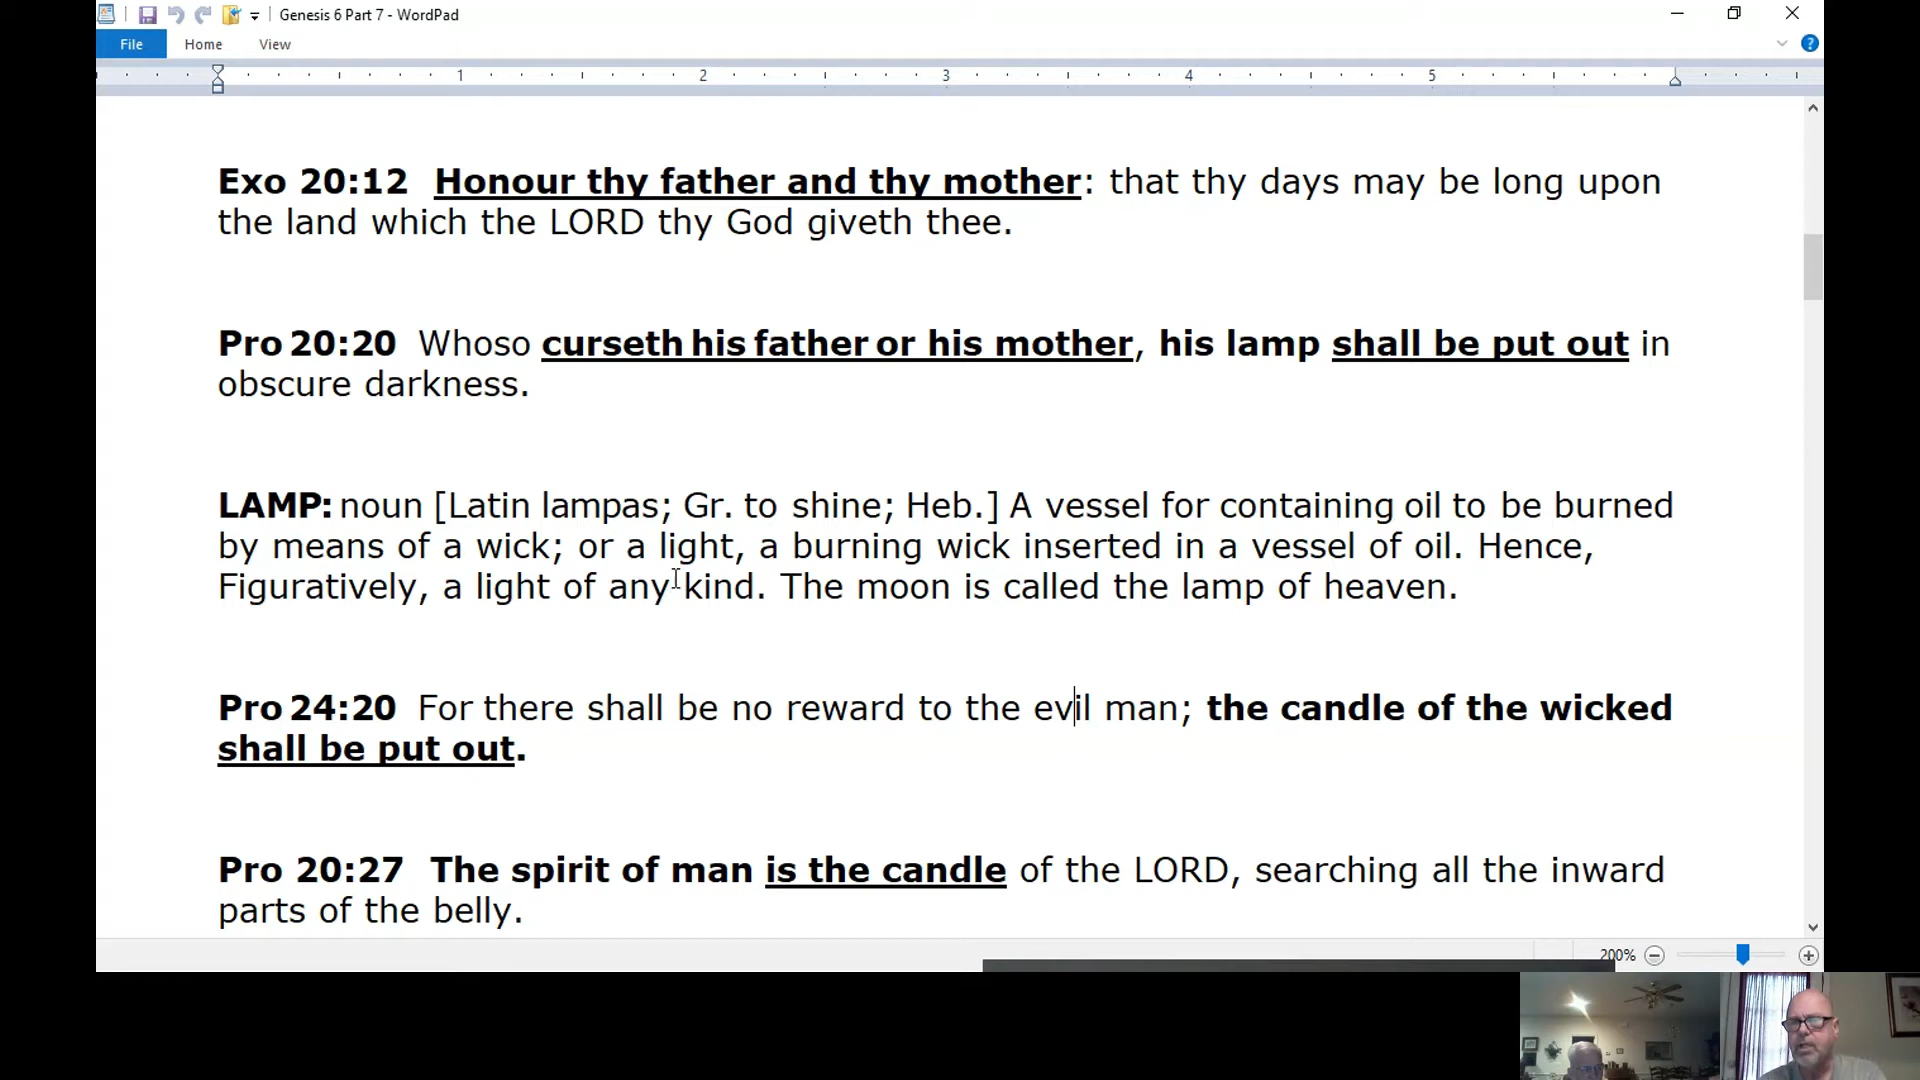 Genesis 6 Part 7 - WordPad
File Home View
1 2 3 4 5
Exo 20:12 Honour thy father and thy mother: that thy days may be long upon
the land which the LORD thy God giveth thee.
Pro 20:20 Whoso curseth his father or his mother, his lamp shall be put out in
obscure darkness.
LAMP: noun [Latin lampas; Gr. to shine; Heb.] A vessel for containing oil to be burned
by means of a wick; or a light, a burning wick inserted in a vessel of oil. Hence,
Figuratively, a light of any kind. The moon is called the lamp of heaven.
Pro 24:20 For there shall be no reward to the evil man; the candle of the wicked
shall be put out.
Pro 20:27 The spirit of man is the candle of the LORD, searching all the inward
parts of the belly.
200%